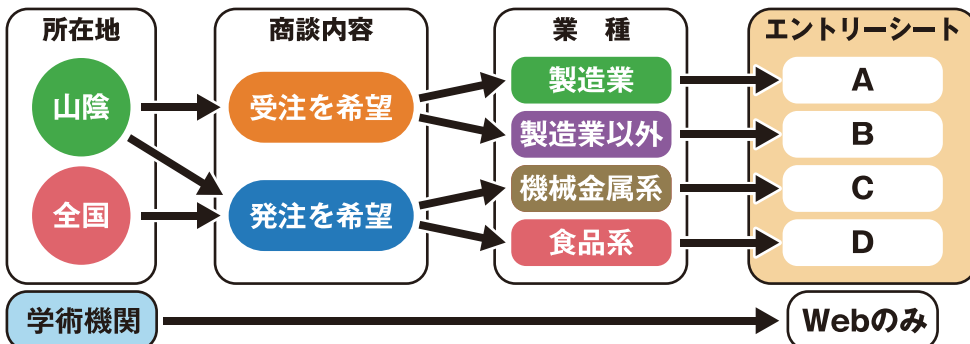 所在地
商談内容
業 種
エントリーシート
山陰
全国
受注を希望
発注を希望
製造業
製造業以外
機械金属系
食品系
A
B
C
D
学術機関
Webのみ